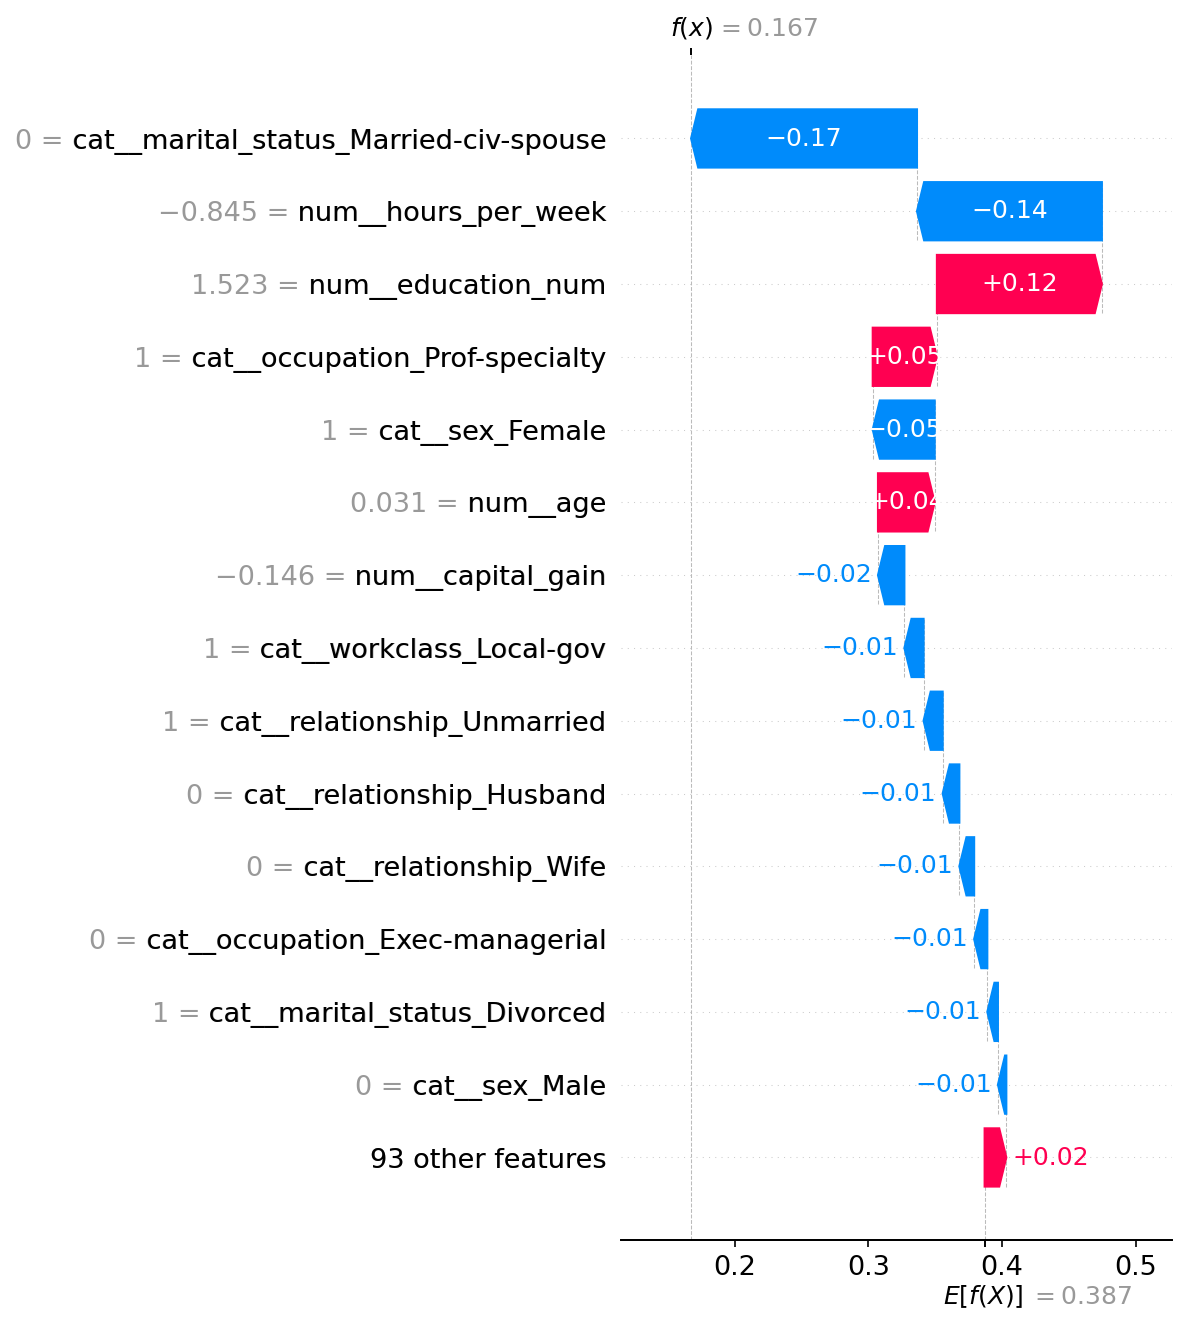 f(x) = 0.167
0 = cat__marital_status_Married-civ-spouse −0.17
−0.845 = num__hours_per_week −0.14
1.523 = num__education_num +0.12
1 = cat__occupation_Prof-specialty +0.05
1 = cat__sex_Female −0.05
0.031 = num__age +0.04
−0.146 = num__capital_gain −0.02
1 = cat__workclass_Local-gov −0.01
1 = cat__relationship_Unmarried −0.01
0 = cat__relationship_Husband −0.01
0 = cat__relationship_Wife −0.01
0 = cat__occupation_Exec-managerial −0.01
1 = cat__marital_status_Divorced −0.01
0 = cat__sex_Male −0.01
93 other features +0.02
0.2 0.3 0.4 0.5
E[f(X)] = 0.387